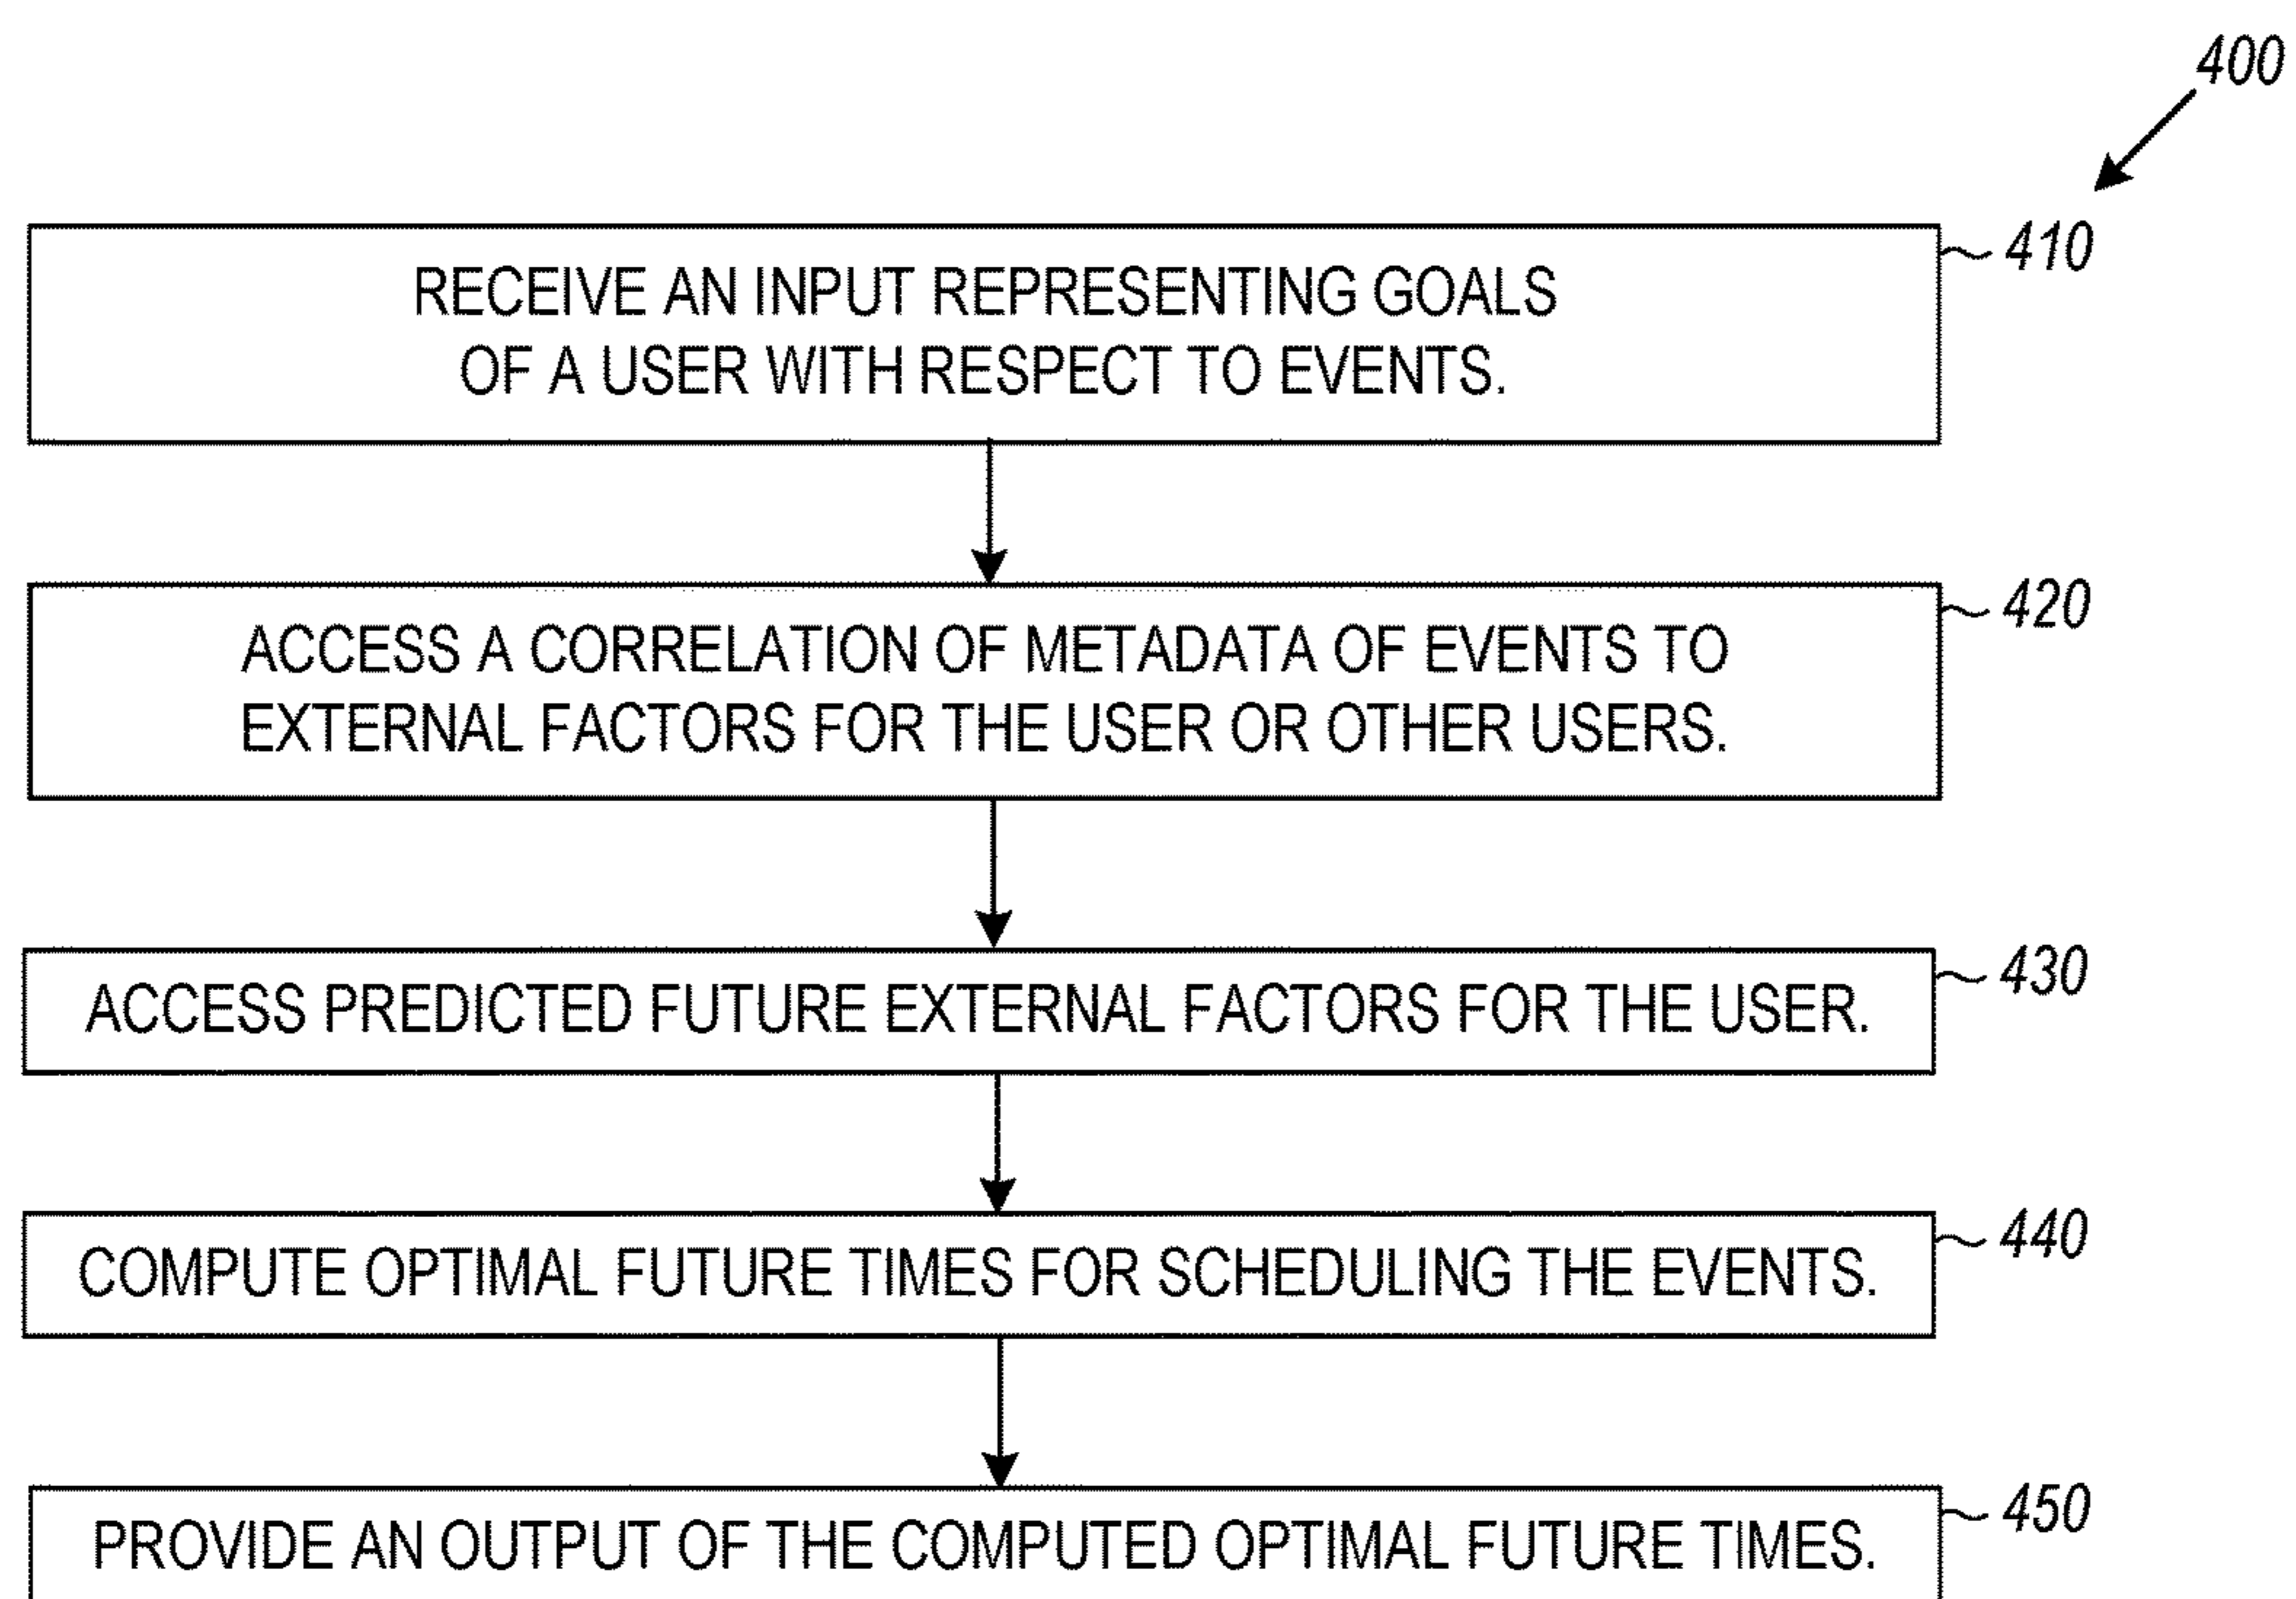 400
RECEIVE AN INPUT REPRESENTING GOALS
OF A USER WITH RESPECT TO EVENTS.
410
ACCESS A CORRELATION OF METADATA OF EVENTS TO
EXTERNAL FACTORS FOR THE USER OR OTHER USERS.
420
ACCESS PREDICTED FUTURE EXTERNAL FACTORS FOR THE USER.
430
COMPUTE OPTIMAL FUTURE TIMES FOR SCHEDULING THE EVENTS.
440
PROVIDE AN OUTPUT OF THE COMPUTED OPTIMAL FUTURE TIMES.
450